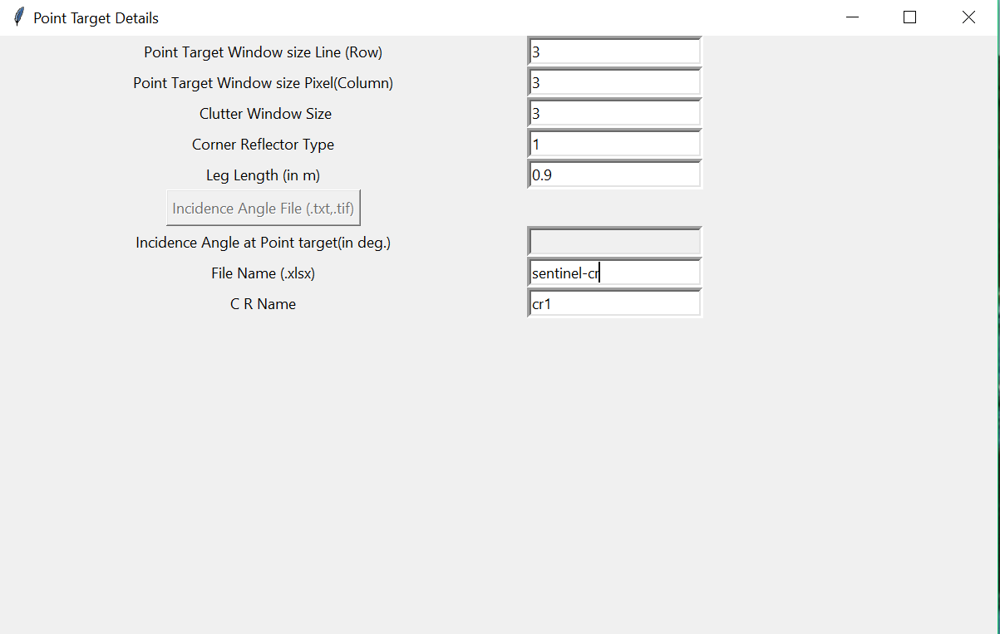 Point Target Details
Point Target Window size Line (Row) 3
Point Target Window size Pixel(Column) 3
Clutter Window Size 3
Corner Reflector Type 1
Leg Length (in m) 0.9
Incidence Angle File (.txt,.tif)
Incidence Angle at Point target(in deg.)
File Name (.xlsx) sentinel-cr
C R Name cr1